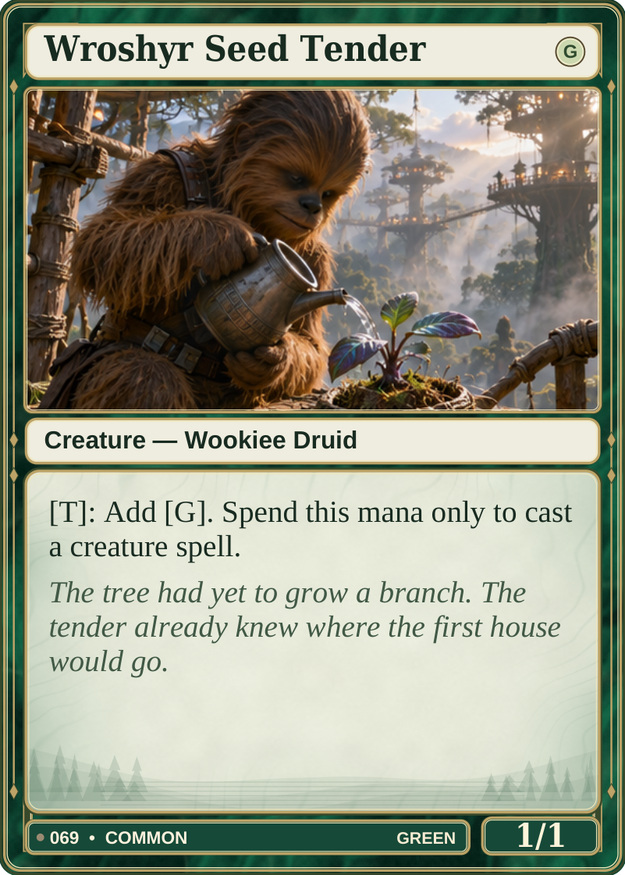 Wroshyr Seed Tender
G
Creature — Wookiee Druid
[T]: Add [G]. Spend this mana only to cast
a creature spell.
The tree had yet to grow a branch. The
tender already knew where the first house
would go.
069 • COMMON
GREEN
1/1